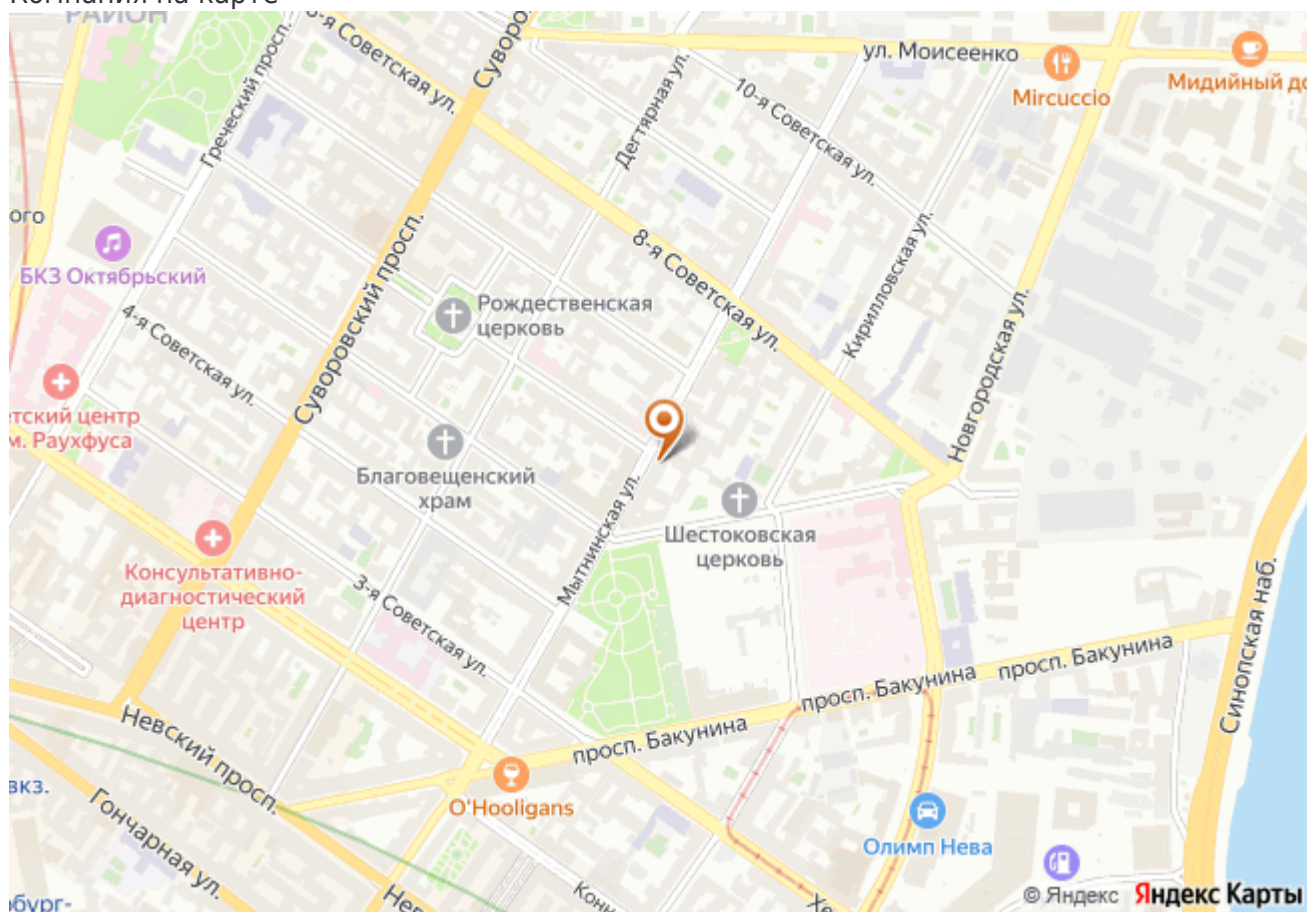 Компания на карте
РАЙОН
6-я Советская ул.
Суворо
ул. Моисеенко
Mircuccio
Мидийный до
Греческий просп.
Дегтярная ул.
10-я Советская ул.
ого
БКЗ Октябрьский
8-я Советская ул.
Кирилловская ул.
Рождественская
церковь
4-я Советская ул.
Суворовский просп.
Новгородская ул.
етский центр
м. Раухфуса
Благовещенский
храм
Мытнинская ул.
Шестоковская
церковь
Консультативно-
диагностический
центр
3-я Советская ул.
Синопская наб.
просп. Бакунина
просп. Бакунина
просп. Бакунина
Невский просп.
вкз.
O'Hooligans
Гончарная ул.
Олимп Нева
бург-
Нев
Конн
Хе
© Яндекс Яндекс Карты